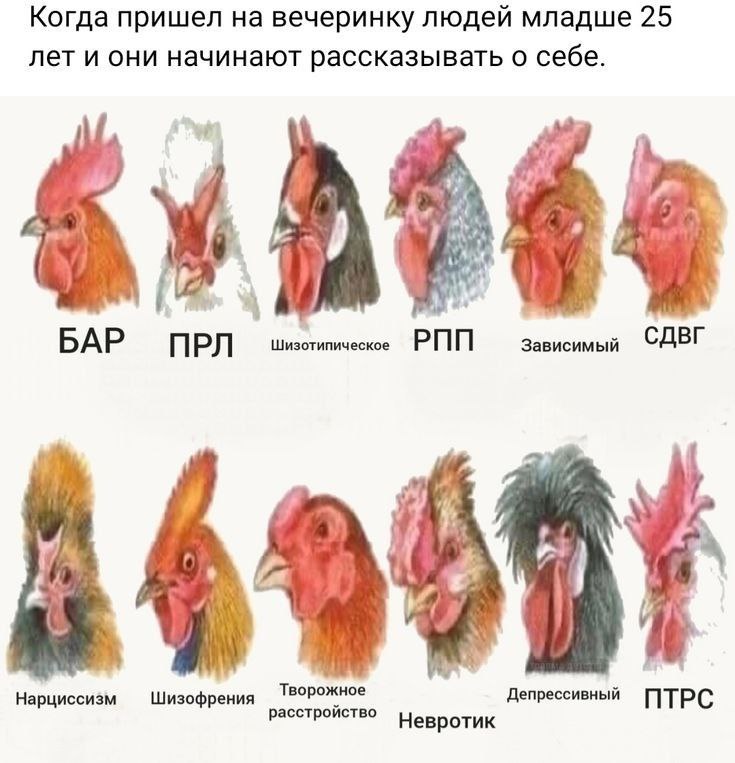 Когда пришел на вечеринку людей младше 25
лет и они начинают рассказывать о себе.
БАР
ПРЛ
Шизотипическое
РПП
Зависимый
СДВГ
Нарциссизм
Шизофрения
Творожное
расстройство
Невротик
Депрессивный
ПТРС